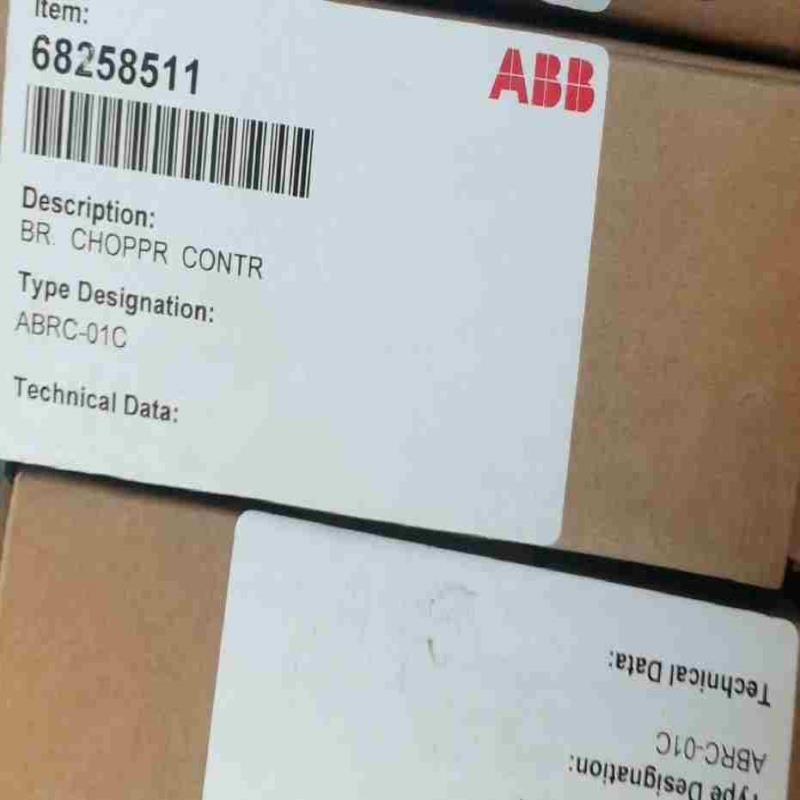 Item:
68258511
ABB
Description:
BR. CHOPPR CONTR
Type Designation:
ABRC-01C
Technical Data:
Technical Data:
ABRC-01C
Type Designation: